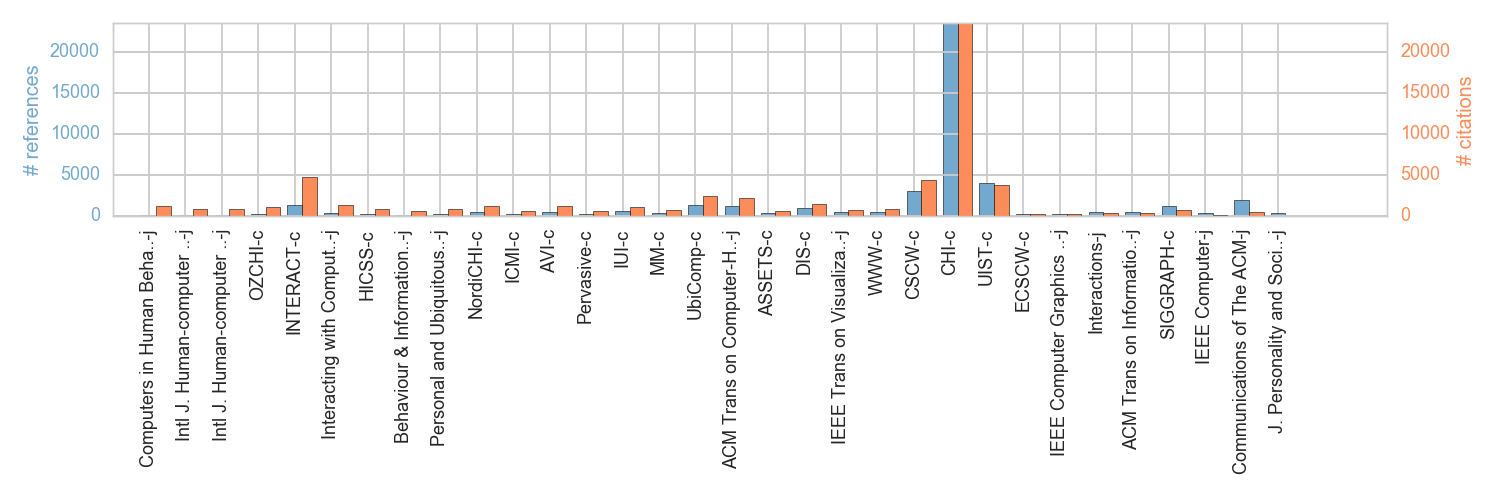 # references
20000
15000
10000
5000
0
20000
15000
10000
5000
0
# citations
Computers in Human Beha..-j
Intl J. Human-computer ..-j
Intl J. Human-computer ..-j
OZCHI-c
INTERACT-c
Interacting with Comput..-j
HICSS-c
Behaviour & Information..-j
Personal and Ubiquitous..-j
NordiCHI-c
ICMI-c
AVI-c
Pervasive-c
IUI-c
MM-c
UbiComp-c
ACM Trans on Computer-H..-j
ASSETS-c
DIS-c
IEEE Trans on Visualiza..-j
WWW-c
CSCW-c
CHI-c
UIST-c
ECSCW-c
IEEE Computer Graphics ..-j
Interactions-j
ACM Trans on Informatio..-j
SIGGRAPH-c
IEEE Computer-j
Communications of The ACM-j
J. Personality and Soci..-j